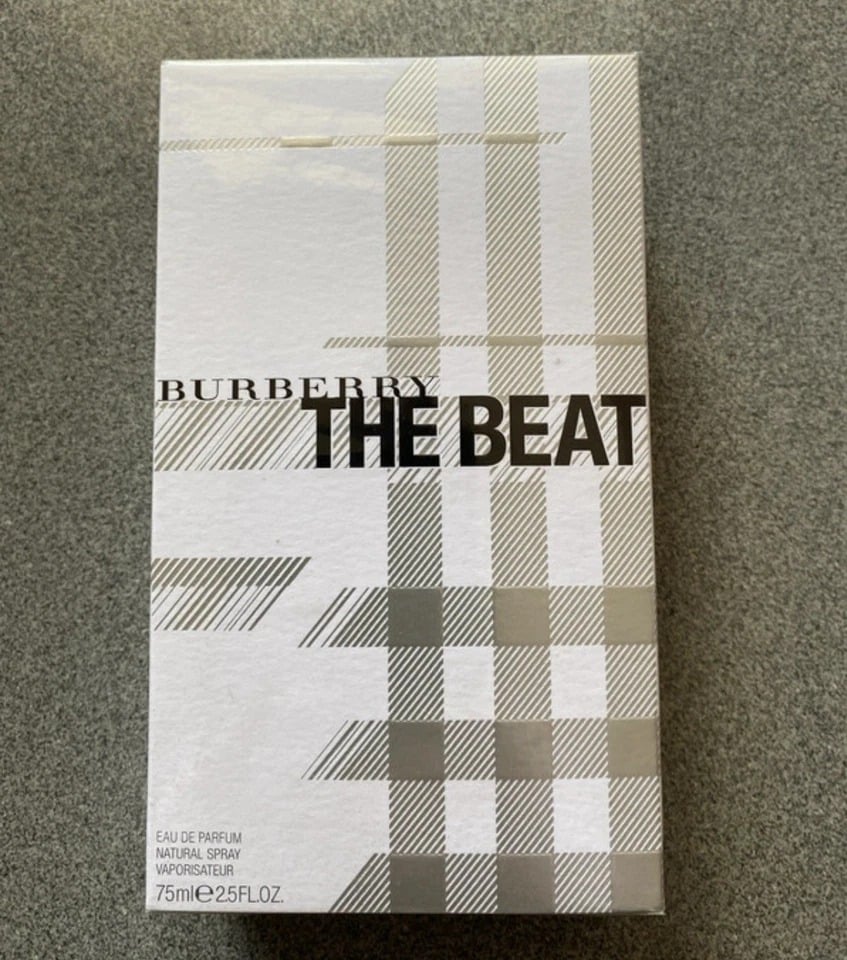 BURBERRY
THE BEAT
EAU DE PARFUM
NATURAL SPRAY
VAPORISATEUR
75ml℮2.5FL.OZ.